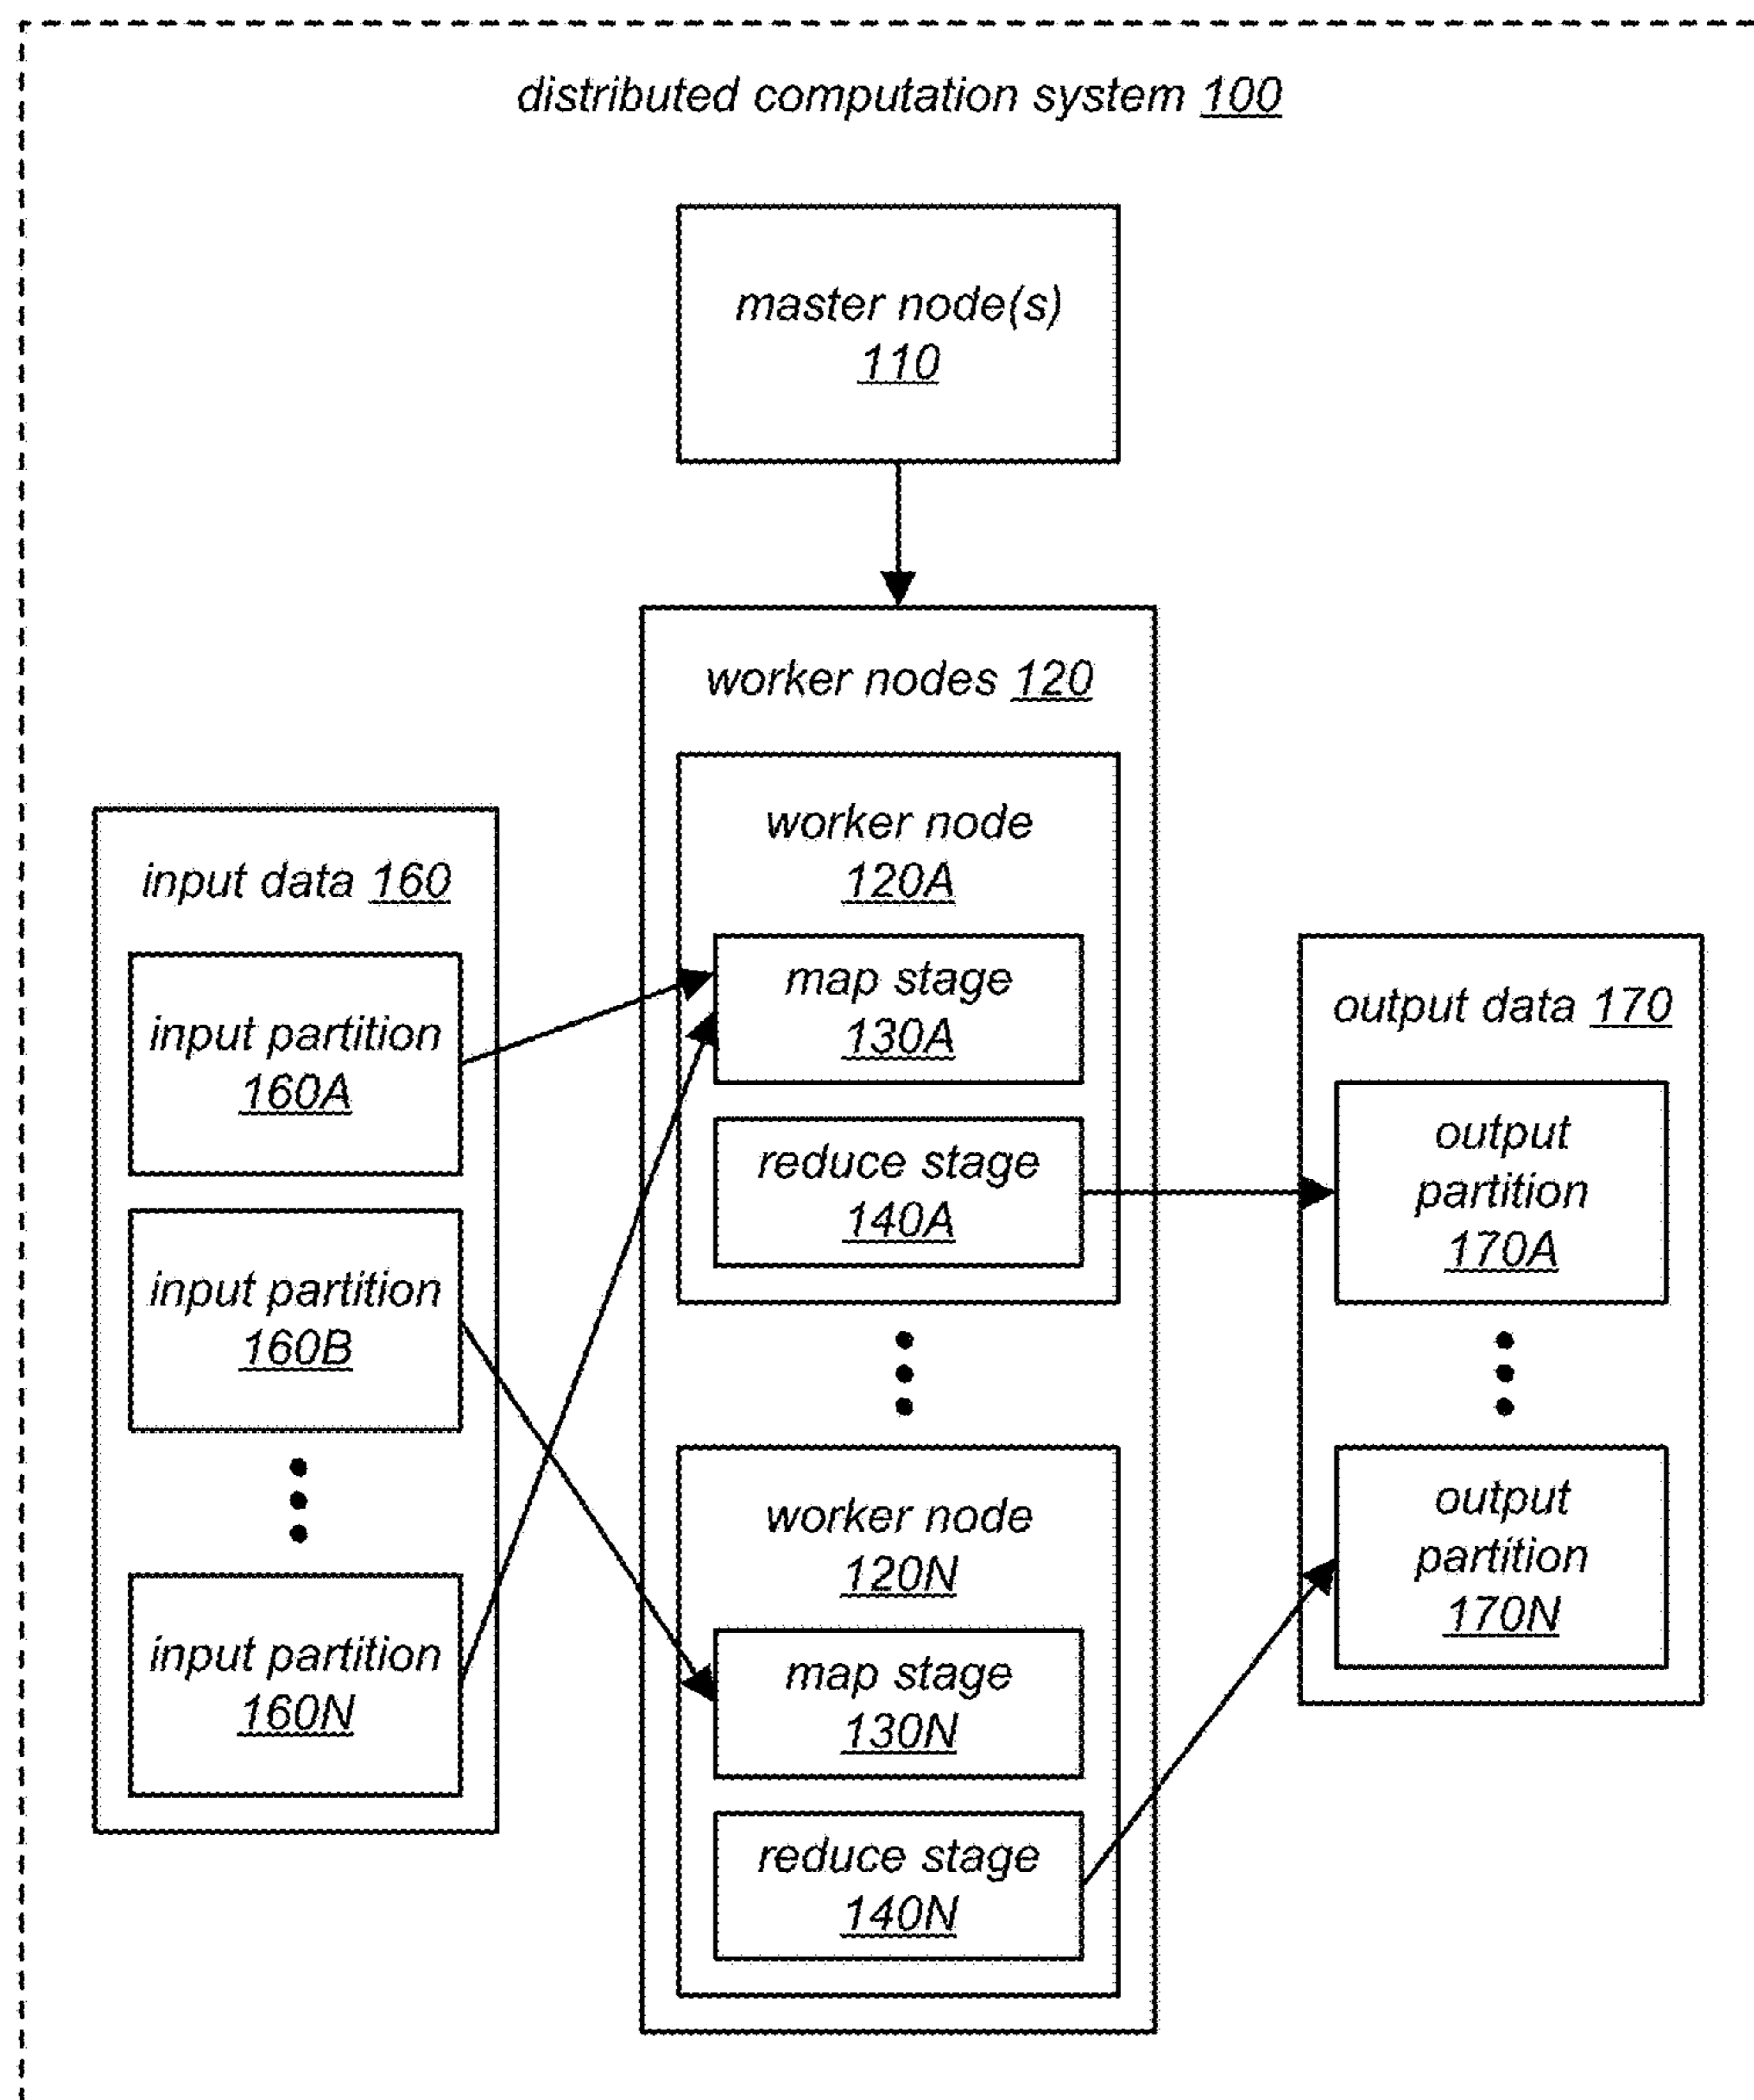 distributed computation system 100
master node(s)
110
worker nodes 120
worker node
120A
map stage
130A
reduce stage
140A
worker node
120N
map stage
130N
reduce stage
140N
input data 160
input partition
160A
input partition
160B
input partition
160N
output data 170
output
partition
170A
output
partition
170N